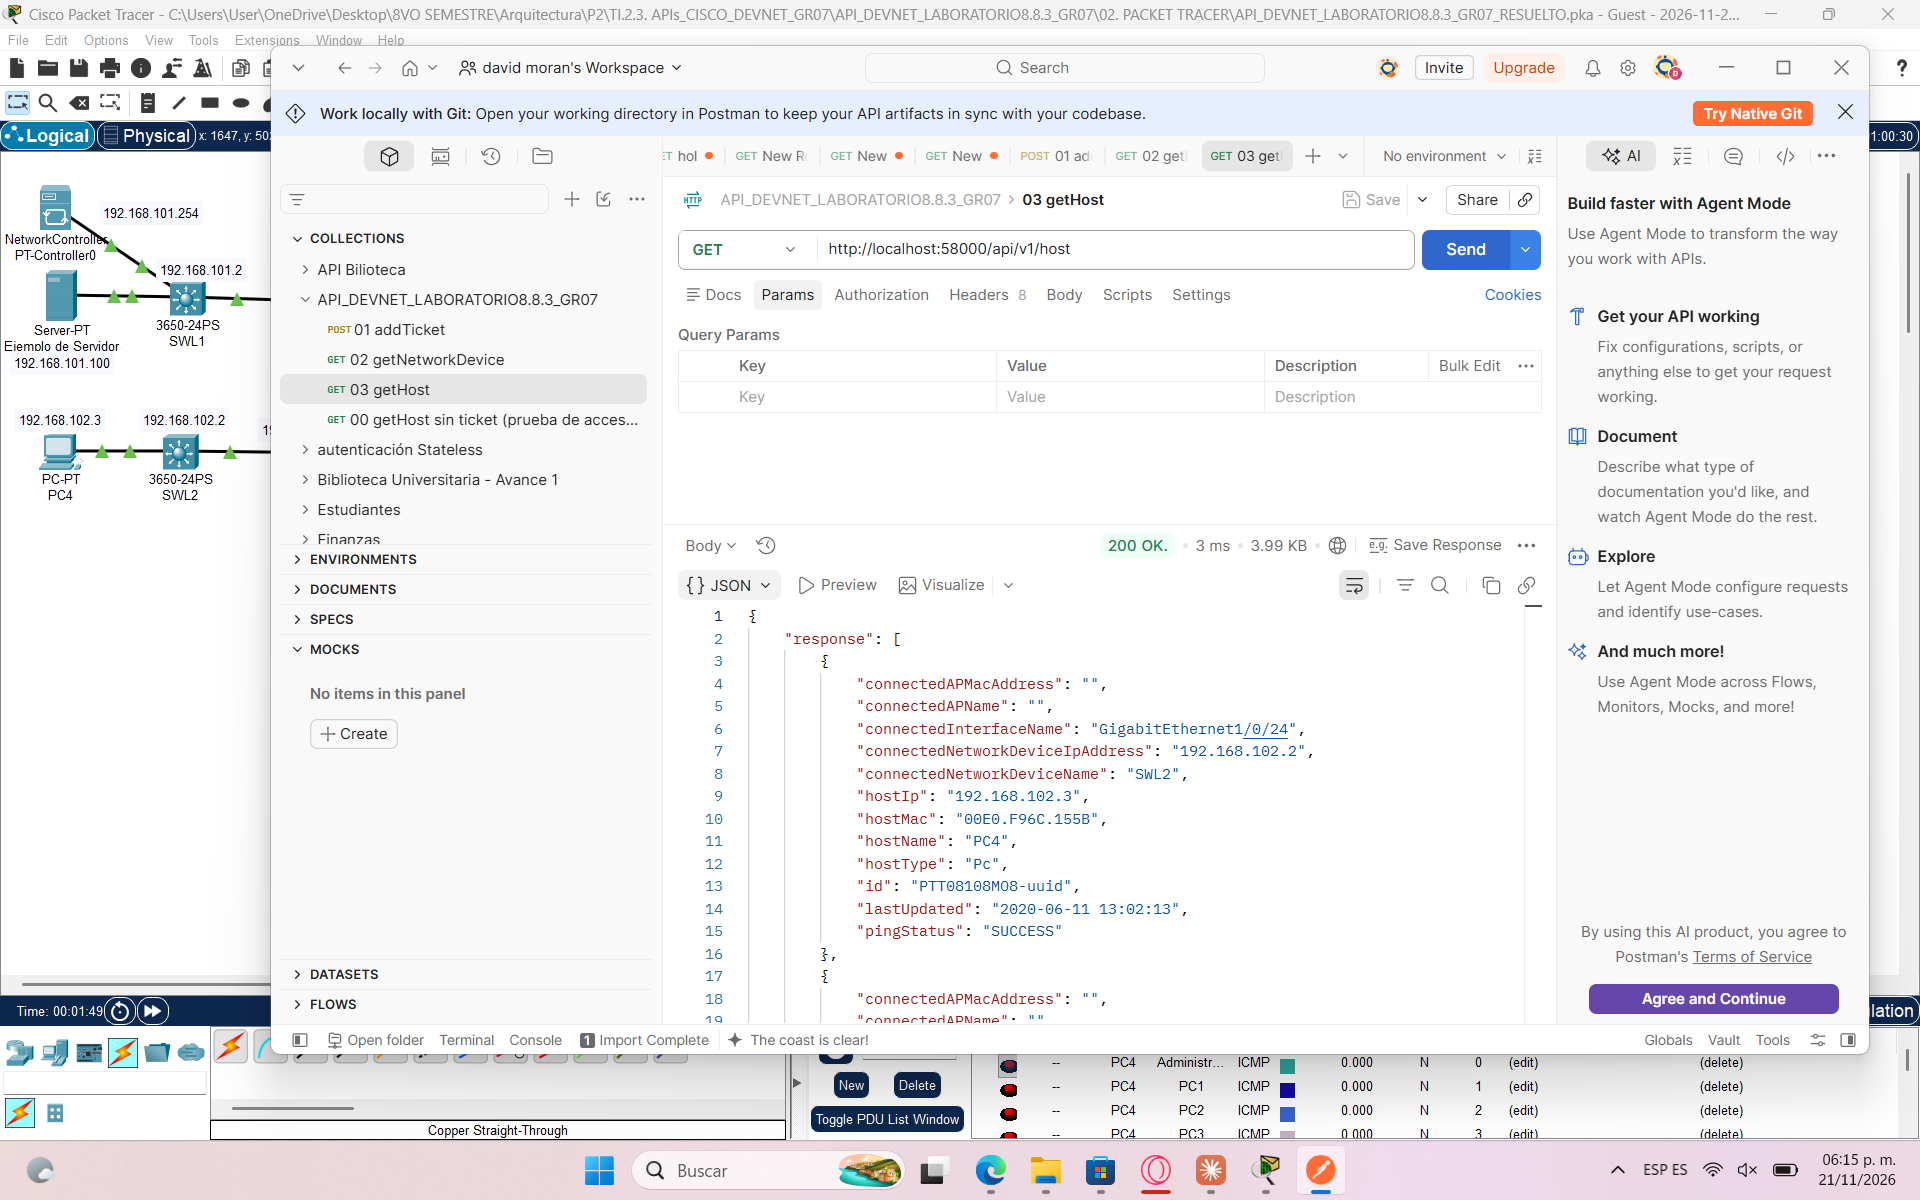 Cisco Packet Tracer - C:\Users\User\OneDrive\Desktop\8VO SEMESTRE\Arquitectura\P2\TI.2.3. APIs_CISCO_DEVNET_GR07\API_DEVNET_LABORATORIO8.8.3_GR07\02. PACKET TRACER\API_DEVNET_LABORATORIO8.8.3_GR07_RESUELTO.pka - Guest - 2026-11-2...
File Edit Options View Tools Extensions Window Help
david moran's Workspace
Search
Invite
Upgrade
Work locally with Git: Open your working directory in Postman to keep your API artifacts in sync with your codebase.
Try Native Git
Logical
Physical
x: 1647, y: 502
1:00:30
GET New
GET New
POST 01 ad
GET 02 get
GET 03 get
No environment
AI
API_DEVNET_LABORATORIO8.8.3_GR07 > 03 getHost
Save
Share
GET
http://localhost:58000/api/v1/host
Send
Docs Params Authorization Headers 8 Body Scripts Settings
Cookies
Query Params
Key Value Description Bulk Edit
Key Value Description
192.168.101.254
NetworkController
PT-Controller0
192.168.101.2
3650-24PS
SWL1
Server-PT
Ejemplo de Servidor
192.168.101.100
192.168.102.3
192.168.102.2
PC-PT
PC4
3650-24PS
SWL2
COLLECTIONS
API Bilioteca
API_DEVNET_LABORATORIO8.8.3_GR07
POST 01 addTicket
GET 02 getNetworkDevice
GET 03 getHost
GET 00 getHost sin ticket (prueba de acces...
autenticación Stateless
Biblioteca Universitaria - Avance 1
Estudiantes
Finanzas
ENVIRONMENTS
DOCUMENTS
SPECS
MOCKS
No items in this panel
Create
DATASETS
FLOWS
Body
200 OK.
3 ms
3.99 KB
e.g. Save Response
{} JSON
Preview
Visualize
1 {
2 "response": [
3 {
4 "connectedAPMacAddress": "",
5 "connectedAPName": "",
6 "connectedInterfaceName": "GigabitEthernet1/0/24",
7 "connectedNetworkDeviceIpAddress": "192.168.102.2",
8 "connectedNetworkDeviceName": "SWL2",
9 "hostIp": "192.168.102.3",
10 "hostMac": "00E0.F96C.155B",
11 "hostName": "PC4",
12 "hostType": "Pc",
13 "id": "PTT08108MO8-uuid",
14 "lastUpdated": "2020-06-11 13:02:13",
15 "pingStatus": "SUCCESS"
16 },
17 {
18 "connectedAPMacAddress": "",
19 "connectedAPName": ""
Build faster with Agent Mode
Use Agent Mode to transform the way
you work with APIs.
Get your API working
Fix configurations, scripts, or
anything else to get your request
working.
Document
Describe what type of
documentation you'd like, and
watch Agent Mode do the rest.
Explore
Let Agent Mode configure requests
and identify use-cases.
And much more!
Use Agent Mode across Flows,
Monitors, Mocks, and more!
By using this AI product, you agree to
Postman's Terms of Service
Agree and Continue
Time: 00:01:49
Open folder
Terminal
Console
1 Import Complete
The coast is clear!
Globals
Vault
Tools
New
Delete
Toggle PDU List Window
-- PC4 Administr... ICMP 0.000 N 0 (edit) (delete)
-- PC4 PC1 ICMP 0.000 N 1 (edit) (delete)
-- PC4 PC2 ICMP 0.000 N 2 (edit) (delete)
PC4 PC3 ICMP 0.000 N 3 (edit) (delete)
Copper Straight-Through
Buscar
ESP ES
06:15 p. m.
21/11/2026